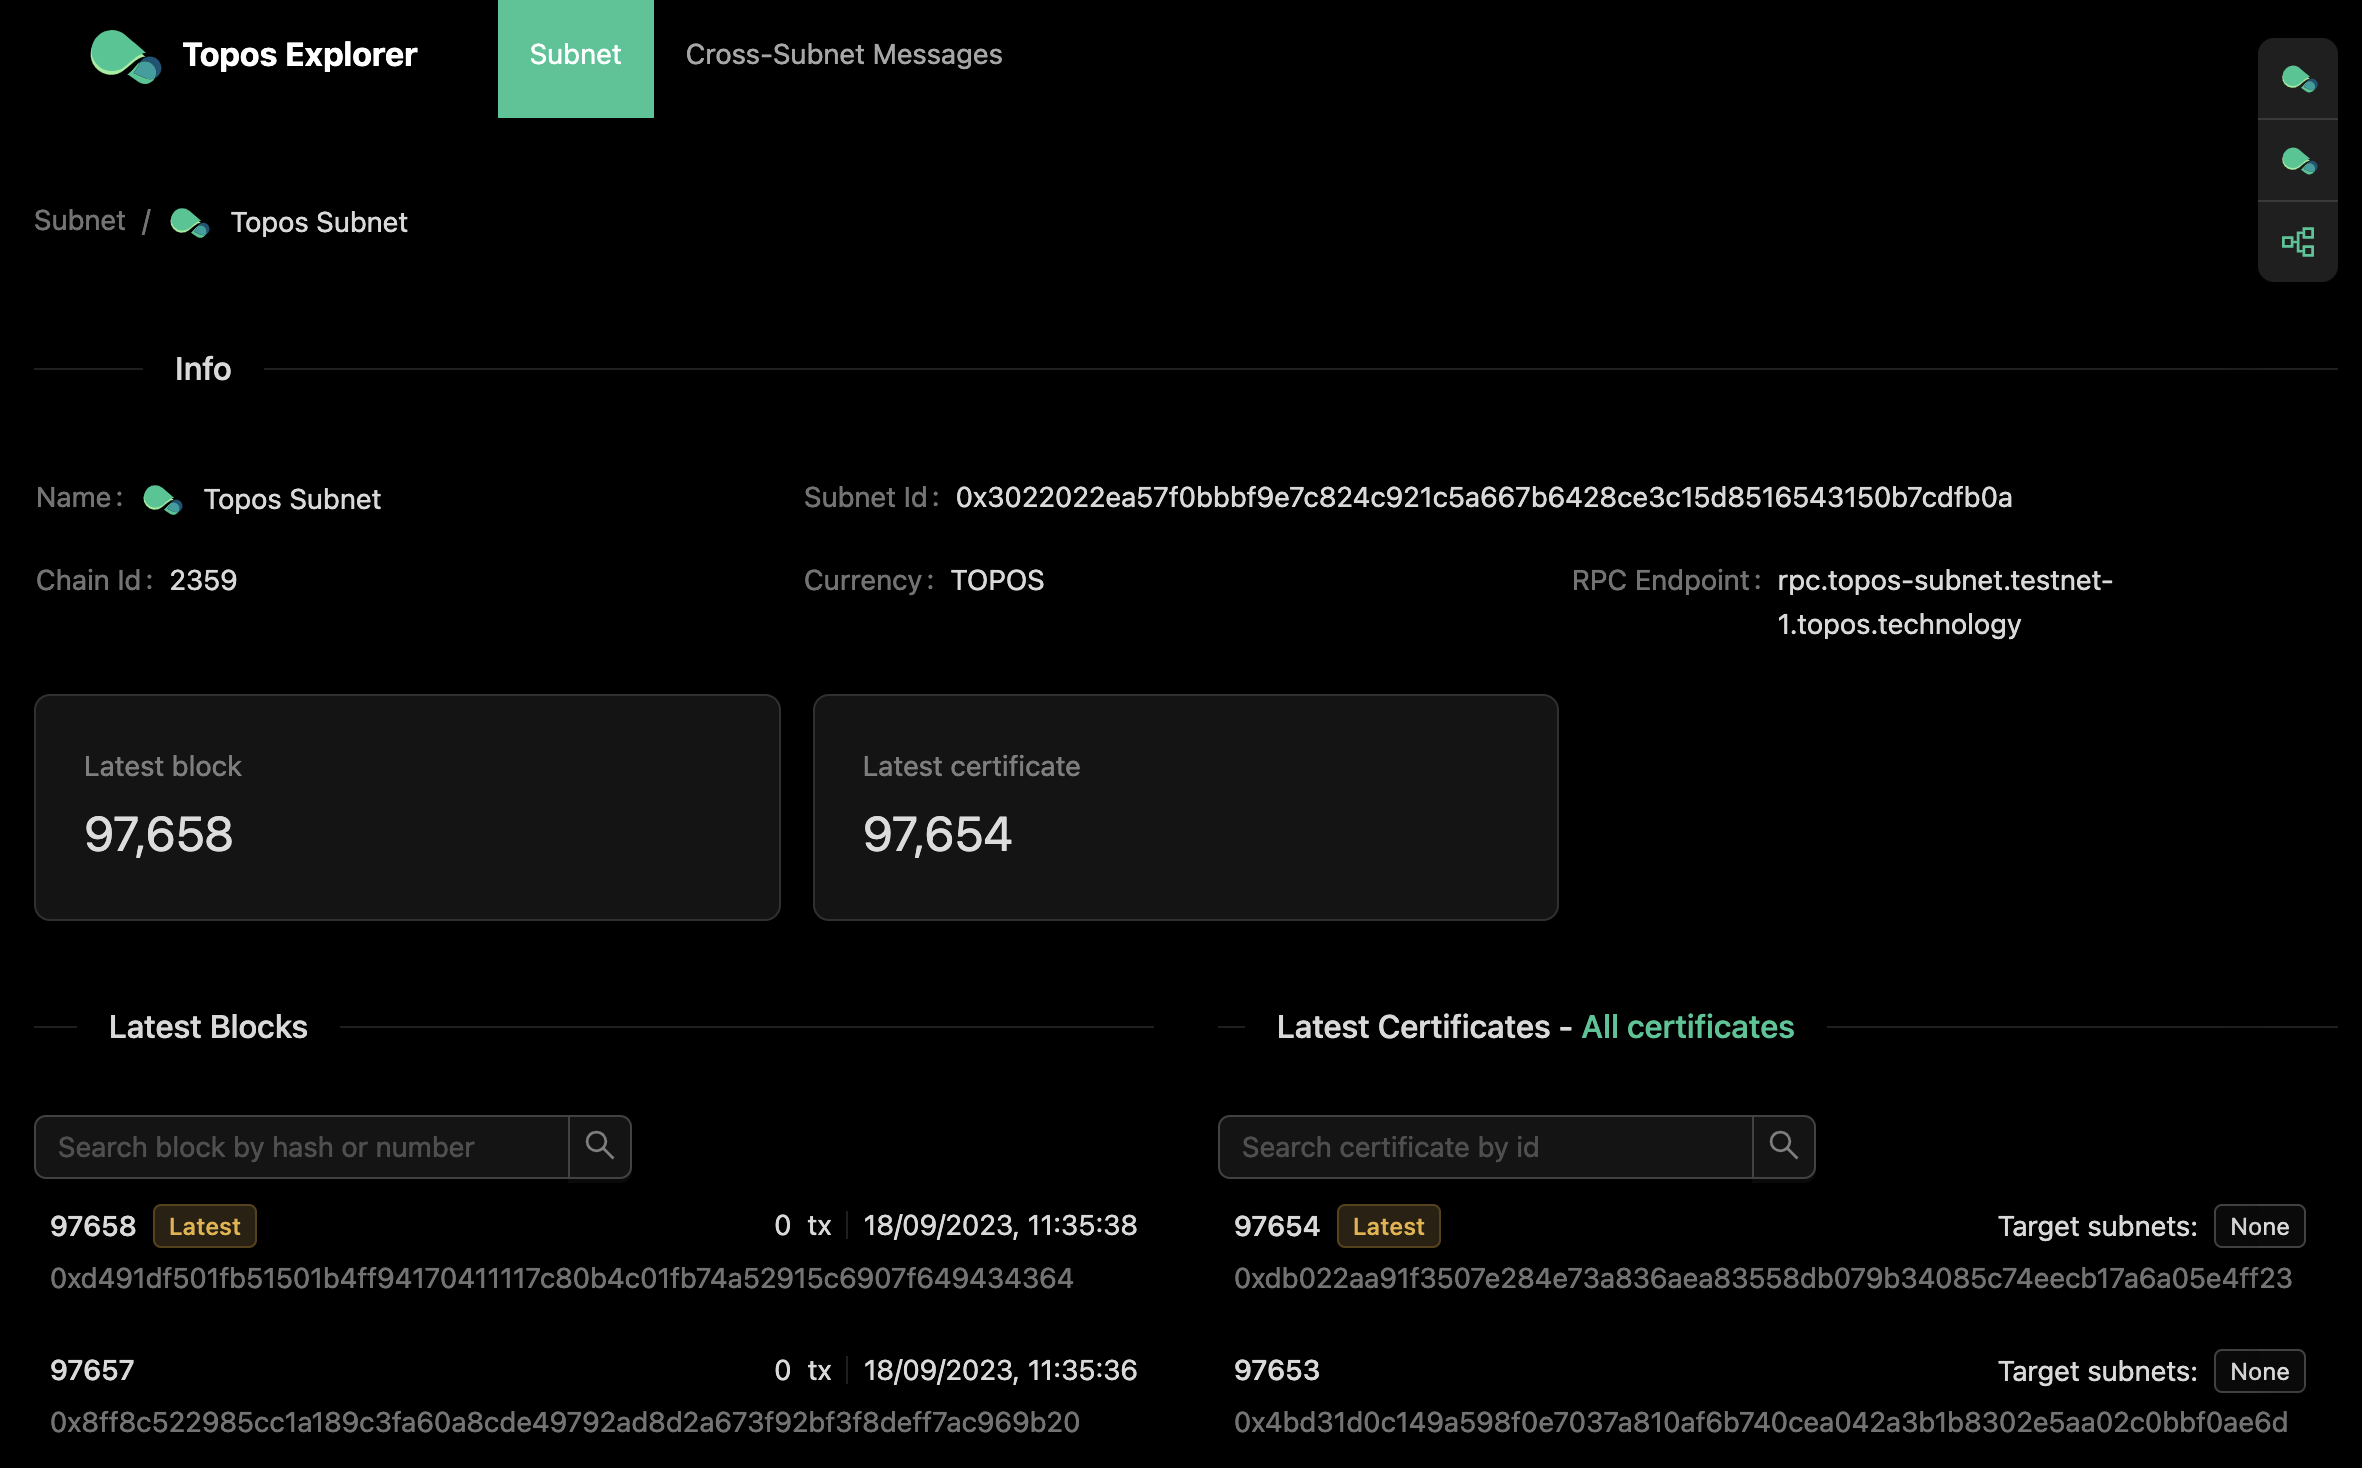 Topos Explorer
Subnet
Cross-Subnet Messages
Subnet / Topos Subnet
Info
Name: Topos Subnet
Subnet Id: 0x3022022ea57f0bbbf9e7c824c921c5a667b6428ce3c15d8516543150b7cdfb0a
Chain Id: 2359
Currency: TOPOS
RPC Endpoint: rpc.topos-subnet.testnet-
1.topos.technology
Latest block
97,658
Latest certificate
97,654
Latest Blocks
Search block by hash or number
97658 Latest 0 tx 18/09/2023, 11:35:38
0xd491df501fb51501b4ff94170411117c80b4c01fb74a52915c6907f649434364
97657 0 tx 18/09/2023, 11:35:36
0x8ff8c522985cc1a189c3fa60a8cde49792ad8d2a673f92bf3f8deff7ac969b20
Latest Certificates - All certificates
Search certificate by id
97654 Latest Target subnets: None
0xdb022aa91f3507e284e73a836aea83558db079b34085c74eecb17a6a05e4ff23
97653 Target subnets: None
0x4bd31d0c149a598f0e7037a810af6b740cea042a3b1b8302e5aa02c0bbf0ae6d